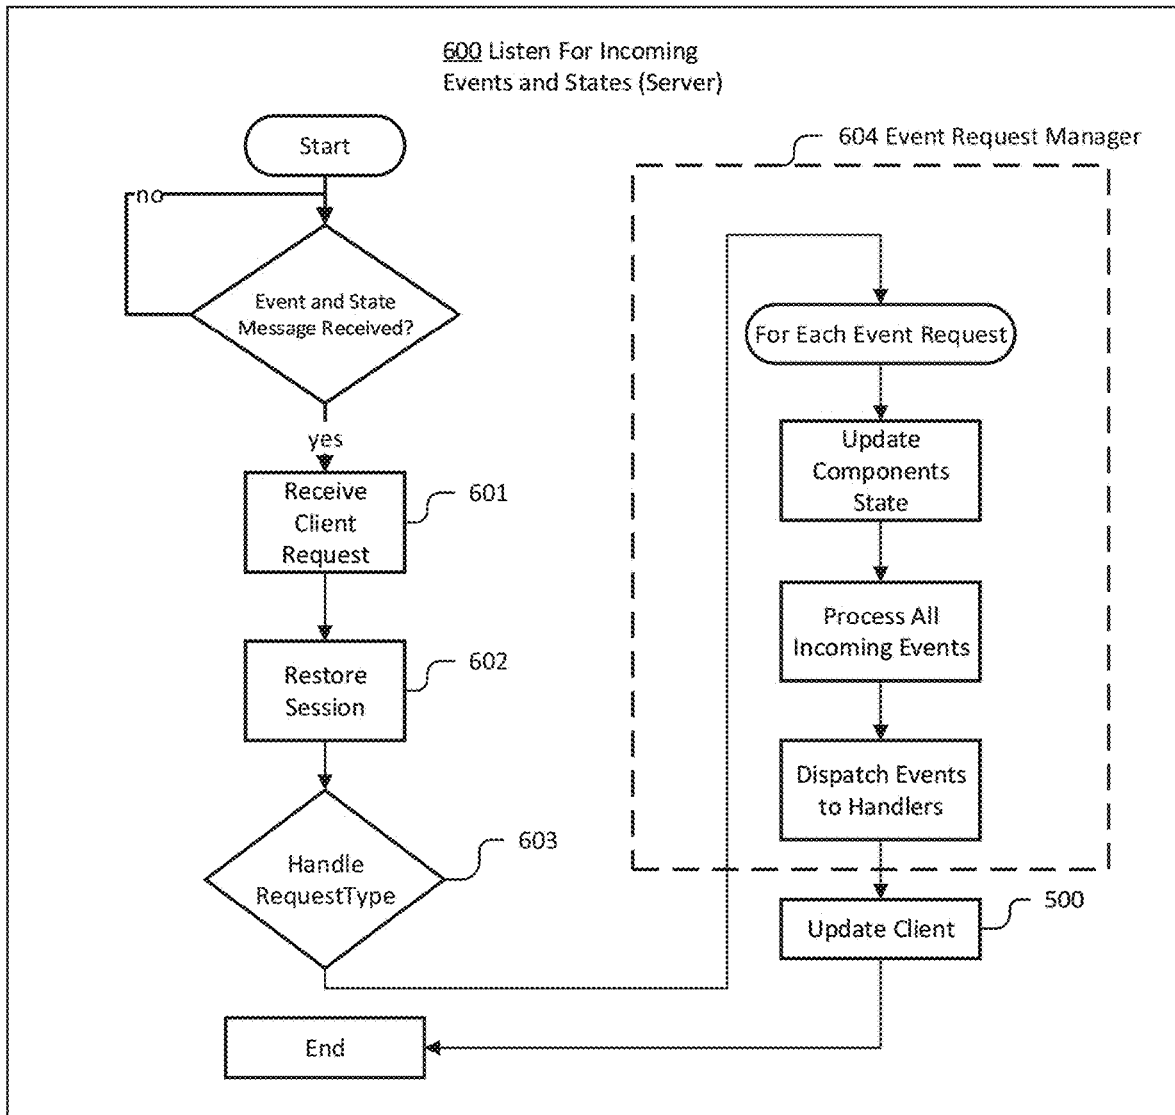 600 Listen For Incoming
Events and States (Server)
Start
no
Event and State
Message Received?
yes
Receive
Client
Request
601
Restore
Session
602
Handle
RequestType
603
End
604 Event Request Manager
For Each Event Request
Update
Components
State
Process All
Incoming Events
Dispatch Events
to Handlers
Update Client
500